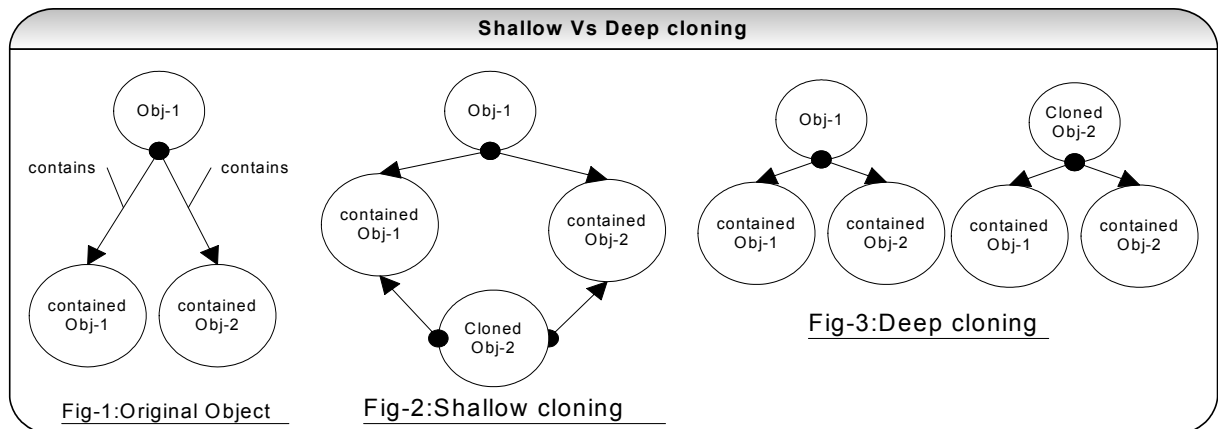 Shallow Vs Deep cloning
Obj-1
contains
contains
contained
Obj-1
contained
Obj-2
Fig-1:Original Object
Obj-1
contained
Obj-1
contained
Obj-2
Cloned
Obj-2
Fig-2:Shallow cloning
Obj-1
contained
Obj-1
contained
Obj-2
Cloned
Obj-2
contained
Obj-1
contained
Obj-2
Fig-3:Deep cloning